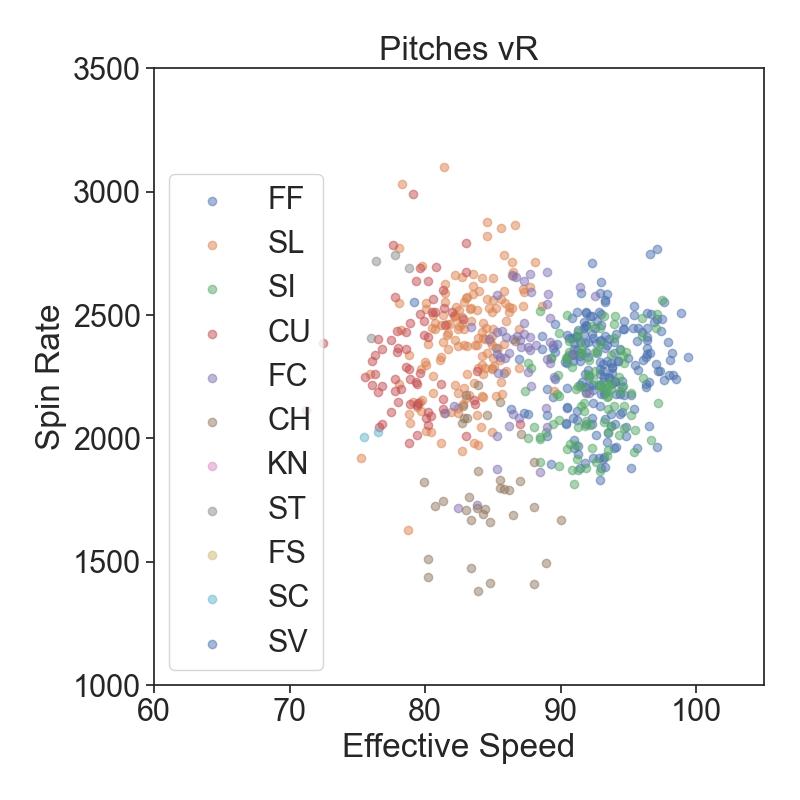 Pitches vR
3500
3000
2500
2000
1500
1000
Spin Rate
FF
SL
SI
CU
FC
CH
KN
ST
FS
SC
SV
60 70 80 90 100
Effective Speed